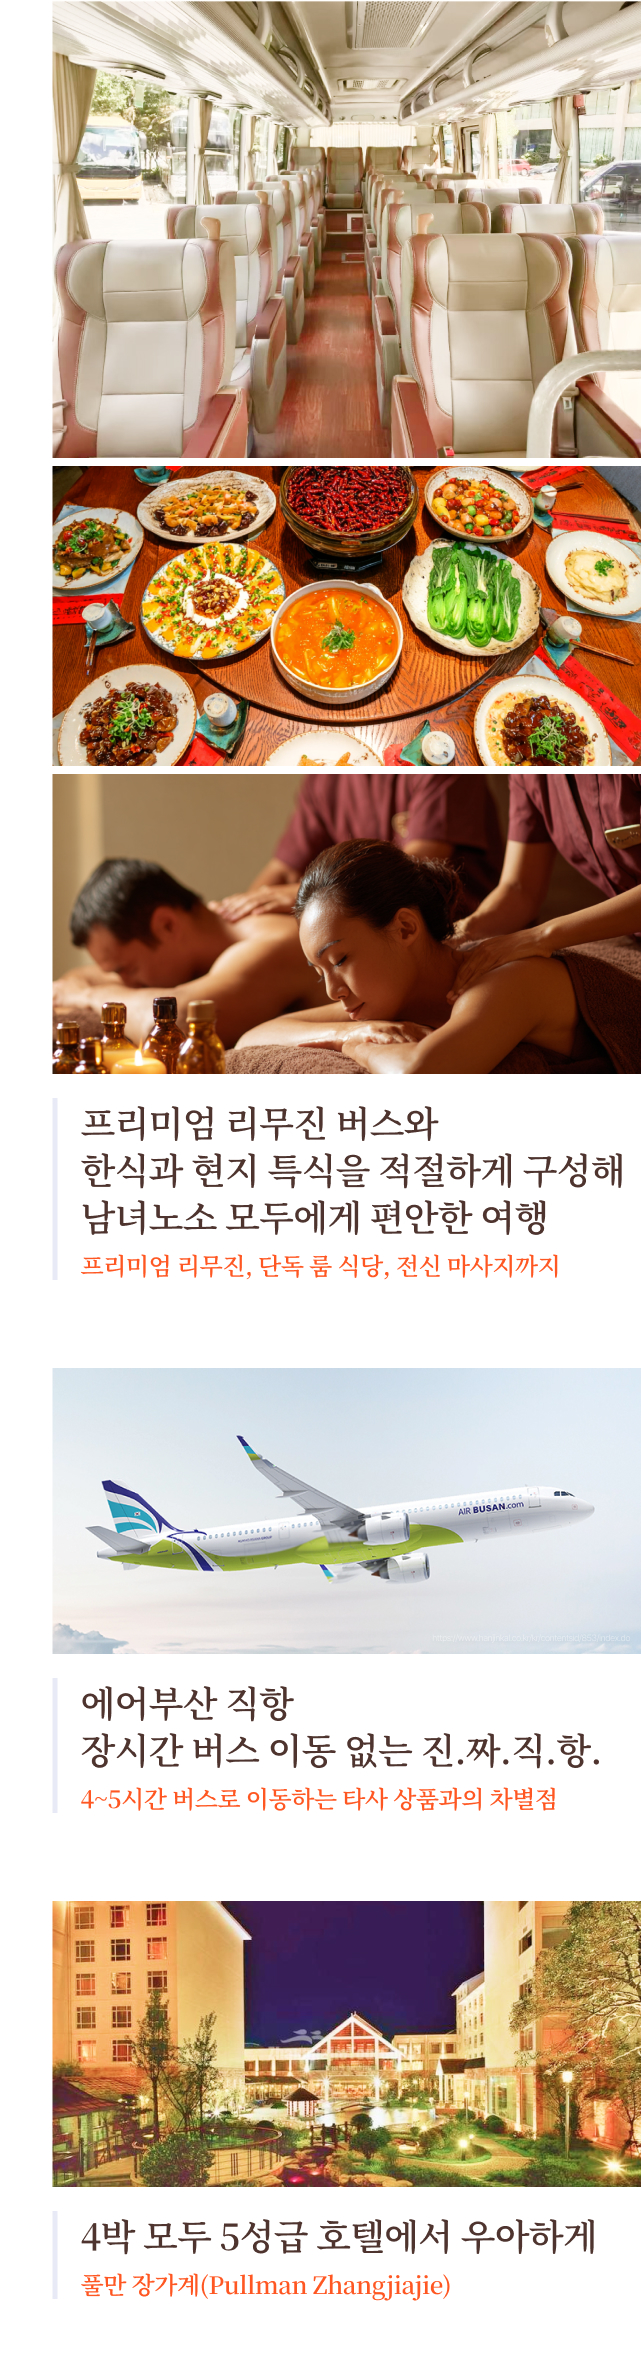 프리미엄 리무진 버스와
한식과 현지 특식을 적절하게 구성해
남녀노소 모두에게 편안한 여행
프리미엄 리무진, 단독 룸 식당, 전신 마사지까지
AIR BUSAN.com
에어부산 직항
장시간 버스 이동 없는 진.짜.직.항.
4~5시간 버스로 이동하는 타사 상품과의 차별점
4박 모두 5성급 호텔에서 우아하게
풀만 장가계(Pullman Zhangjiajie)